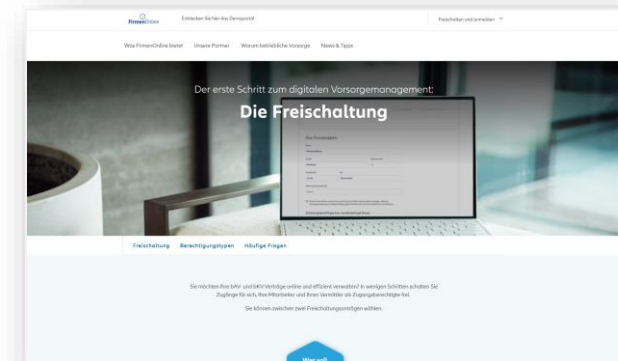 FirmenOnline
Entdecken Sie hier das Demoportal
Freischalten und anmelden
Was FirmenOnline bietet Unsere Partner Warum betriebliche Vorsorge News & Tipps
Der erste Schritt zum digitalen Vorsorgemanagement:
Die Freischaltung
Freischaltung Berechtigungstypen Häufige Fragen
Sie möchten Ihre bAV- und bKV-Verträge online und effizient verwalten? In wenigen Schritten schalten Sie
Zugänge für sich, Ihre Mitarbeiter und Ihren Vermittler als Zugangsberechtigte frei.
Sie können zwischen zwei Freischaltungsanträgen wählen.
Wer soll